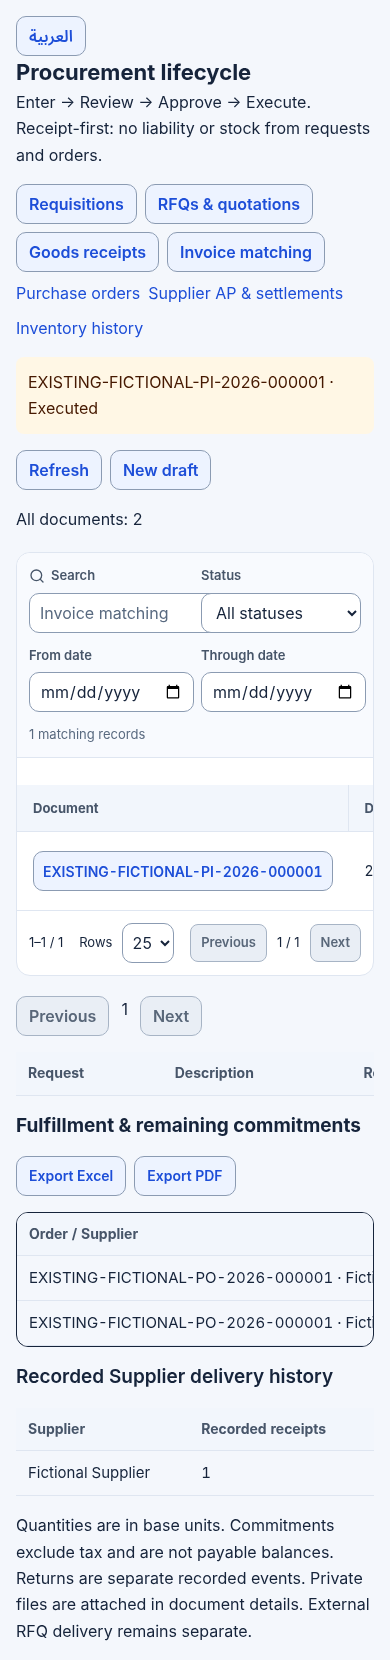 العربية
Procurement lifecycle
Enter → Review → Approve → Execute.
Receipt-first: no liability or stock from requests
and orders.
Requisitions RFQs & quotations
Goods receipts Invoice matching
Purchase orders Supplier AP & settlements
Inventory history
EXISTING-FICTIONAL-PI-2026-000001 ·
Executed
Refresh New draft
All documents: 2
Search Status
Invoice matching All statuses
From date Through date
mm/dd/yyyy mm/dd/yyyy
1 matching records
Document D
EXISTING-FICTIONAL-PI-2026-000001 2
1–1 / 1 Rows 25 Previous 1 / 1 Next
Previous 1 Next
Request Description
Fulfillment & remaining commitments
Export Excel Export PDF
Order / Supplier
EXISTING-FICTIONAL-PO-2026-000001 · Ficti
EXISTING-FICTIONAL-PO-2026-000001 · Ficti
Recorded Supplier delivery history
Supplier Recorded receipts
Fictional Supplier 1
Quantities are in base units. Commitments
exclude tax and are not payable balances.
Returns are separate recorded events. Private
files are attached in document details. External
RFQ delivery remains separate.